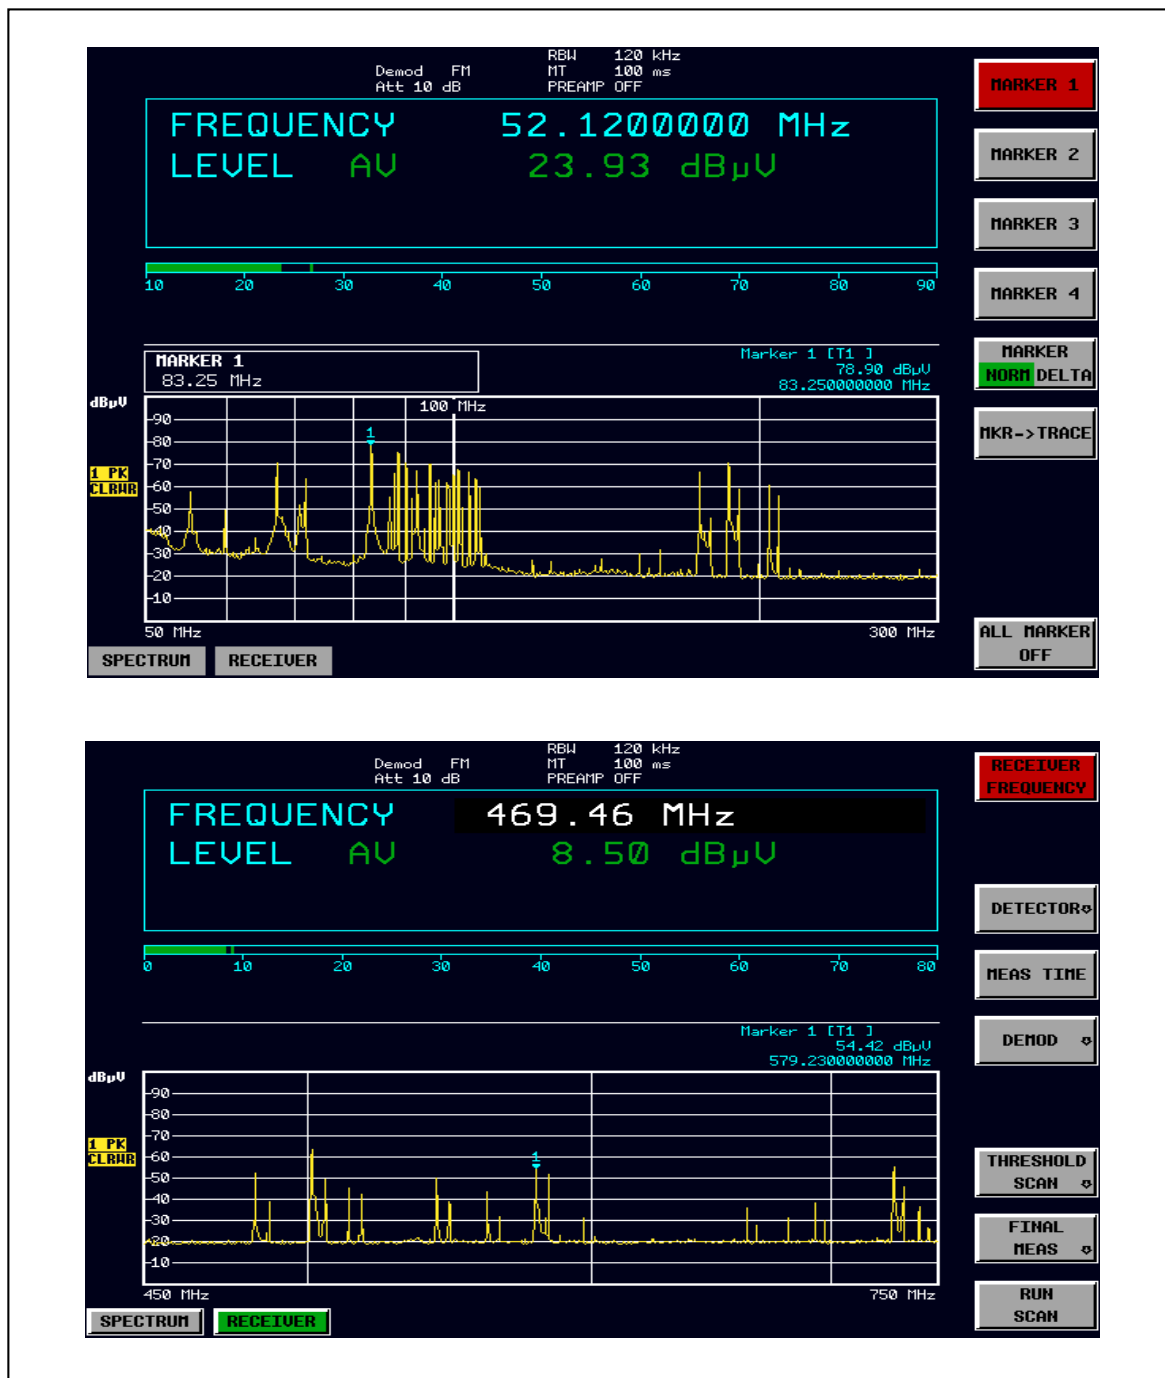 RBW 120 kHz
Demod FM MT 100 ms
Att 10 dB PREAMP OFF
FREQUENCY 52.1200000 MHz
LEVEL AV 23.93 dBµV
10 20 30 40 50 60 70 80 90
MARKER 1
83.25 MHz
Marker 1 [T1 ]
78.90 dBµV
83.250000000 MHz
dBµV
100 MHz
90
80
1
70
1 PK
CLRWR
60
50
40
30
20
10
50 MHz 300 MHz
SPECTRUM RECEIVER
MARKER 1
MARKER 2
MARKER 3
MARKER 4
MARKER
NORM DELTA
MKR->TRACE
ALL MARKER
OFF
RBW 120 kHz
Demod FM MT 100 ms
Att 10 dB PREAMP OFF
FREQUENCY 469.46 MHz
LEVEL AV 8.50 dBµV
0 10 20 30 40 50 60 70 80
Marker 1 [T1 ]
54.42 dBµV
579.230000000 MHz
dBµV
90
80
70
1 PK
CLRWR
60
1
50
40
30
20
10
450 MHz 750 MHz
SPECTRUM RECEIVER
RECEIVER
FREQUENCY
DETECTOR
MEAS TIME
DEMOD
THRESHOLD
SCAN
FINAL
MEAS
RUN
SCAN